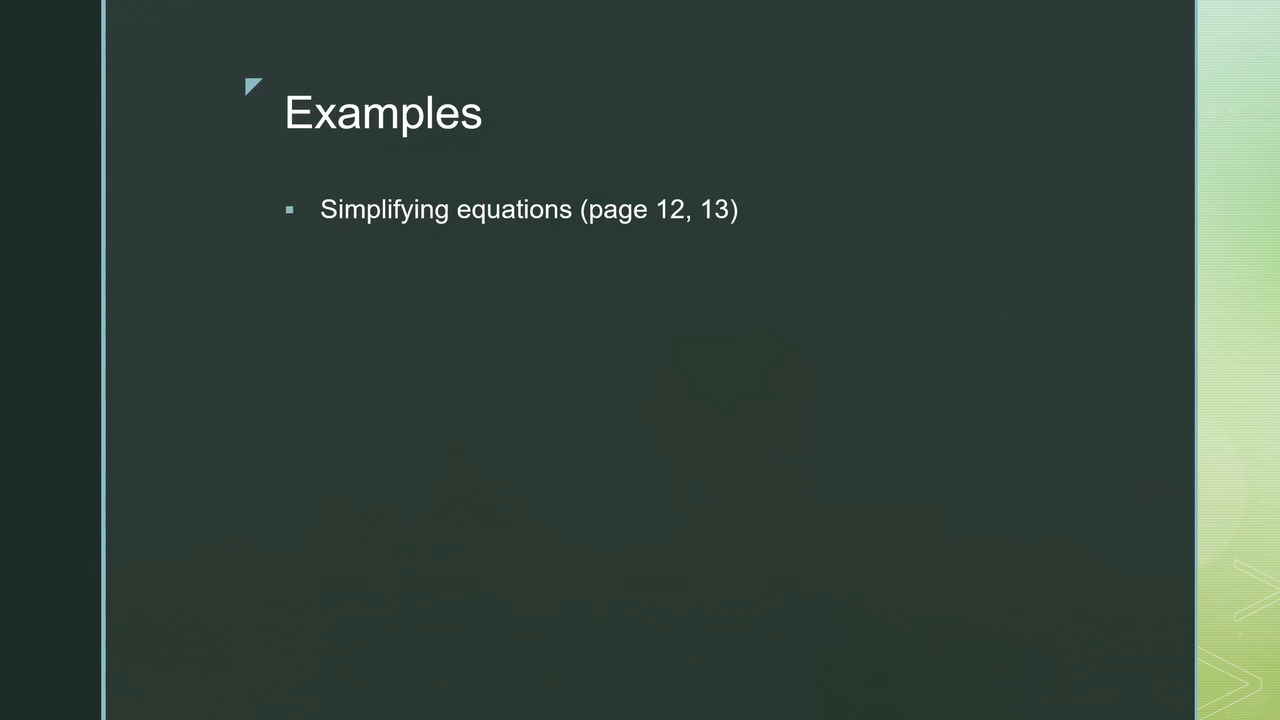 Examples
▪ Simplifying equations (page 12, 13)